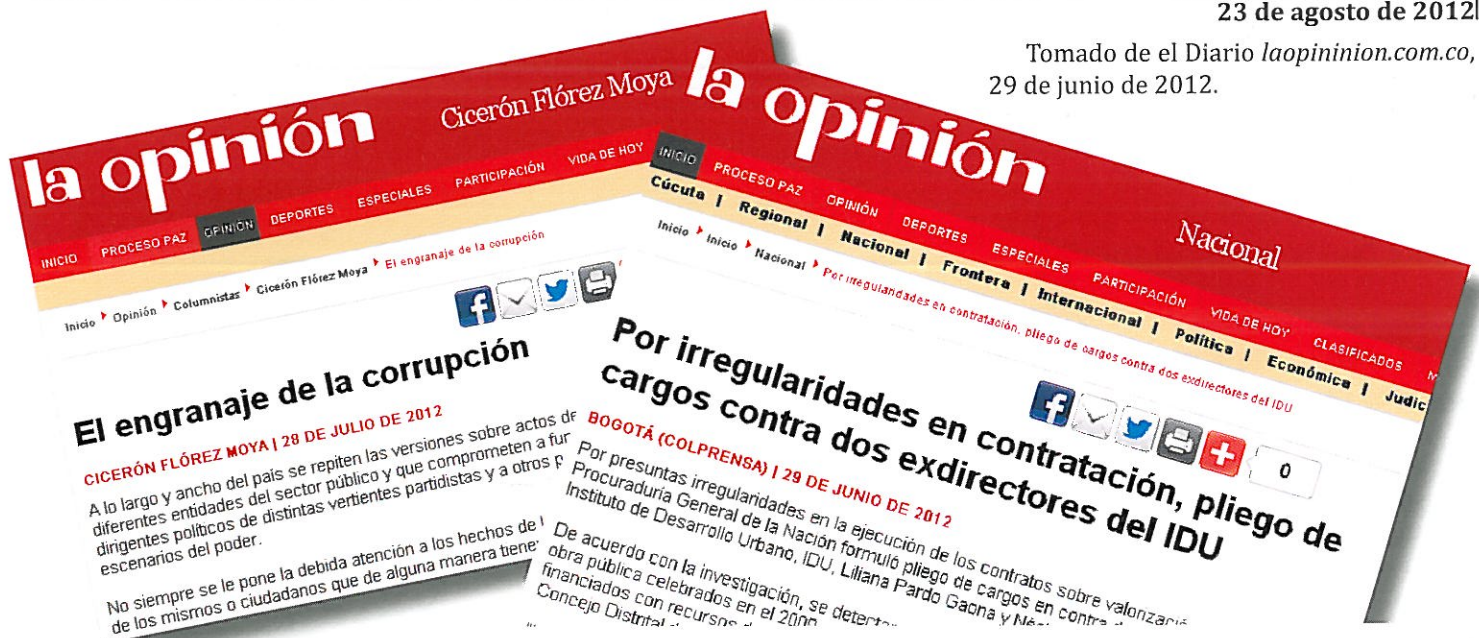 23 de agosto de 2012
Tomado de el Diario laopininion.com.co,
29 de junio de 2012.
la opinión
Cicerón Flórez Moya
INICIO PROCESO PAZ OPINIÓN DEPORTES ESPECIALES PARTICIPACIÓN VIDA DE HOY
Inicio Opinión Columnistas Cicerón Flórez Moya El engranaje de la corrupción
El engranaje de la corrupción
CICERÓN FLÓREZ MOYA | 28 DE JULIO DE 2012
A lo largo y ancho del país se repiten las versiones sobre actos de
diferentes entidades del sector público y que comprometen a fun
dirigentes políticos de distintas vertientes partidistas y a otros p
escenarios del poder.
No siempre se le pone la debida atención a los hechos de
de los mismos o ciudadanos que de alguna manera tiene
la opinión
Nacional
INICIO PROCESO PAZ OPINIÓN DEPORTES ESPECIALES PARTICIPACIÓN VIDA DE HOY CLASIFICADOS M
Cúcuta | Regional | Nacional | Frontera | Internacional | Política | Económica | Judic
Inicio Inicio Nacional Por irregularidades en contratación, pliego de cargos contra dos exdirectores del IDU
0
Por irregularidades en contratación, pliego de
cargos contra dos exdirectores del IDU
BOGOTÁ (COLPRENSA) | 29 DE JUNIO DE 2012
Por presuntas irregularidades en la ejecución de los contratos sobre valorizació
Procuraduría General de la Nación formuló pliego de cargos en contra d
Instituto de Desarrollo Urbano, IDU, Liliana Pardo Gaona y Né
De acuerdo con la investigación, se detectar
obra pública celebrados en el
financiados con recursos
Concejo Distrital